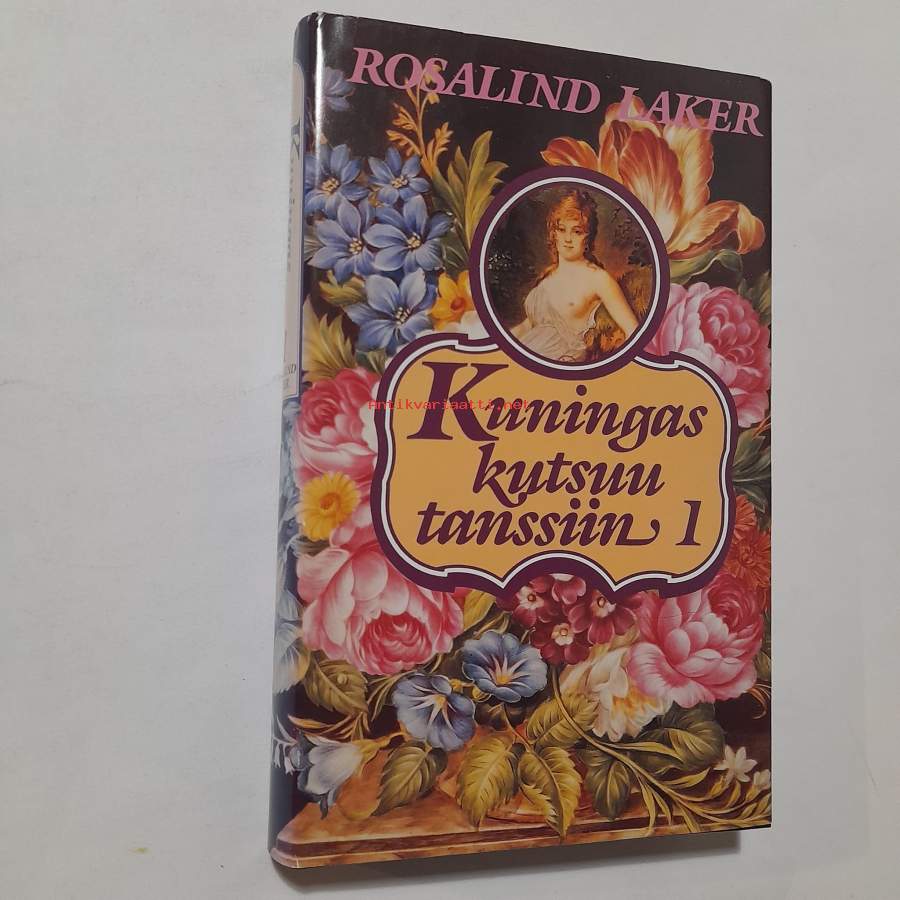 ROSALIND LAKER
Kuningas
kutsuu
tanssiin 1
Antikvariaatti.net